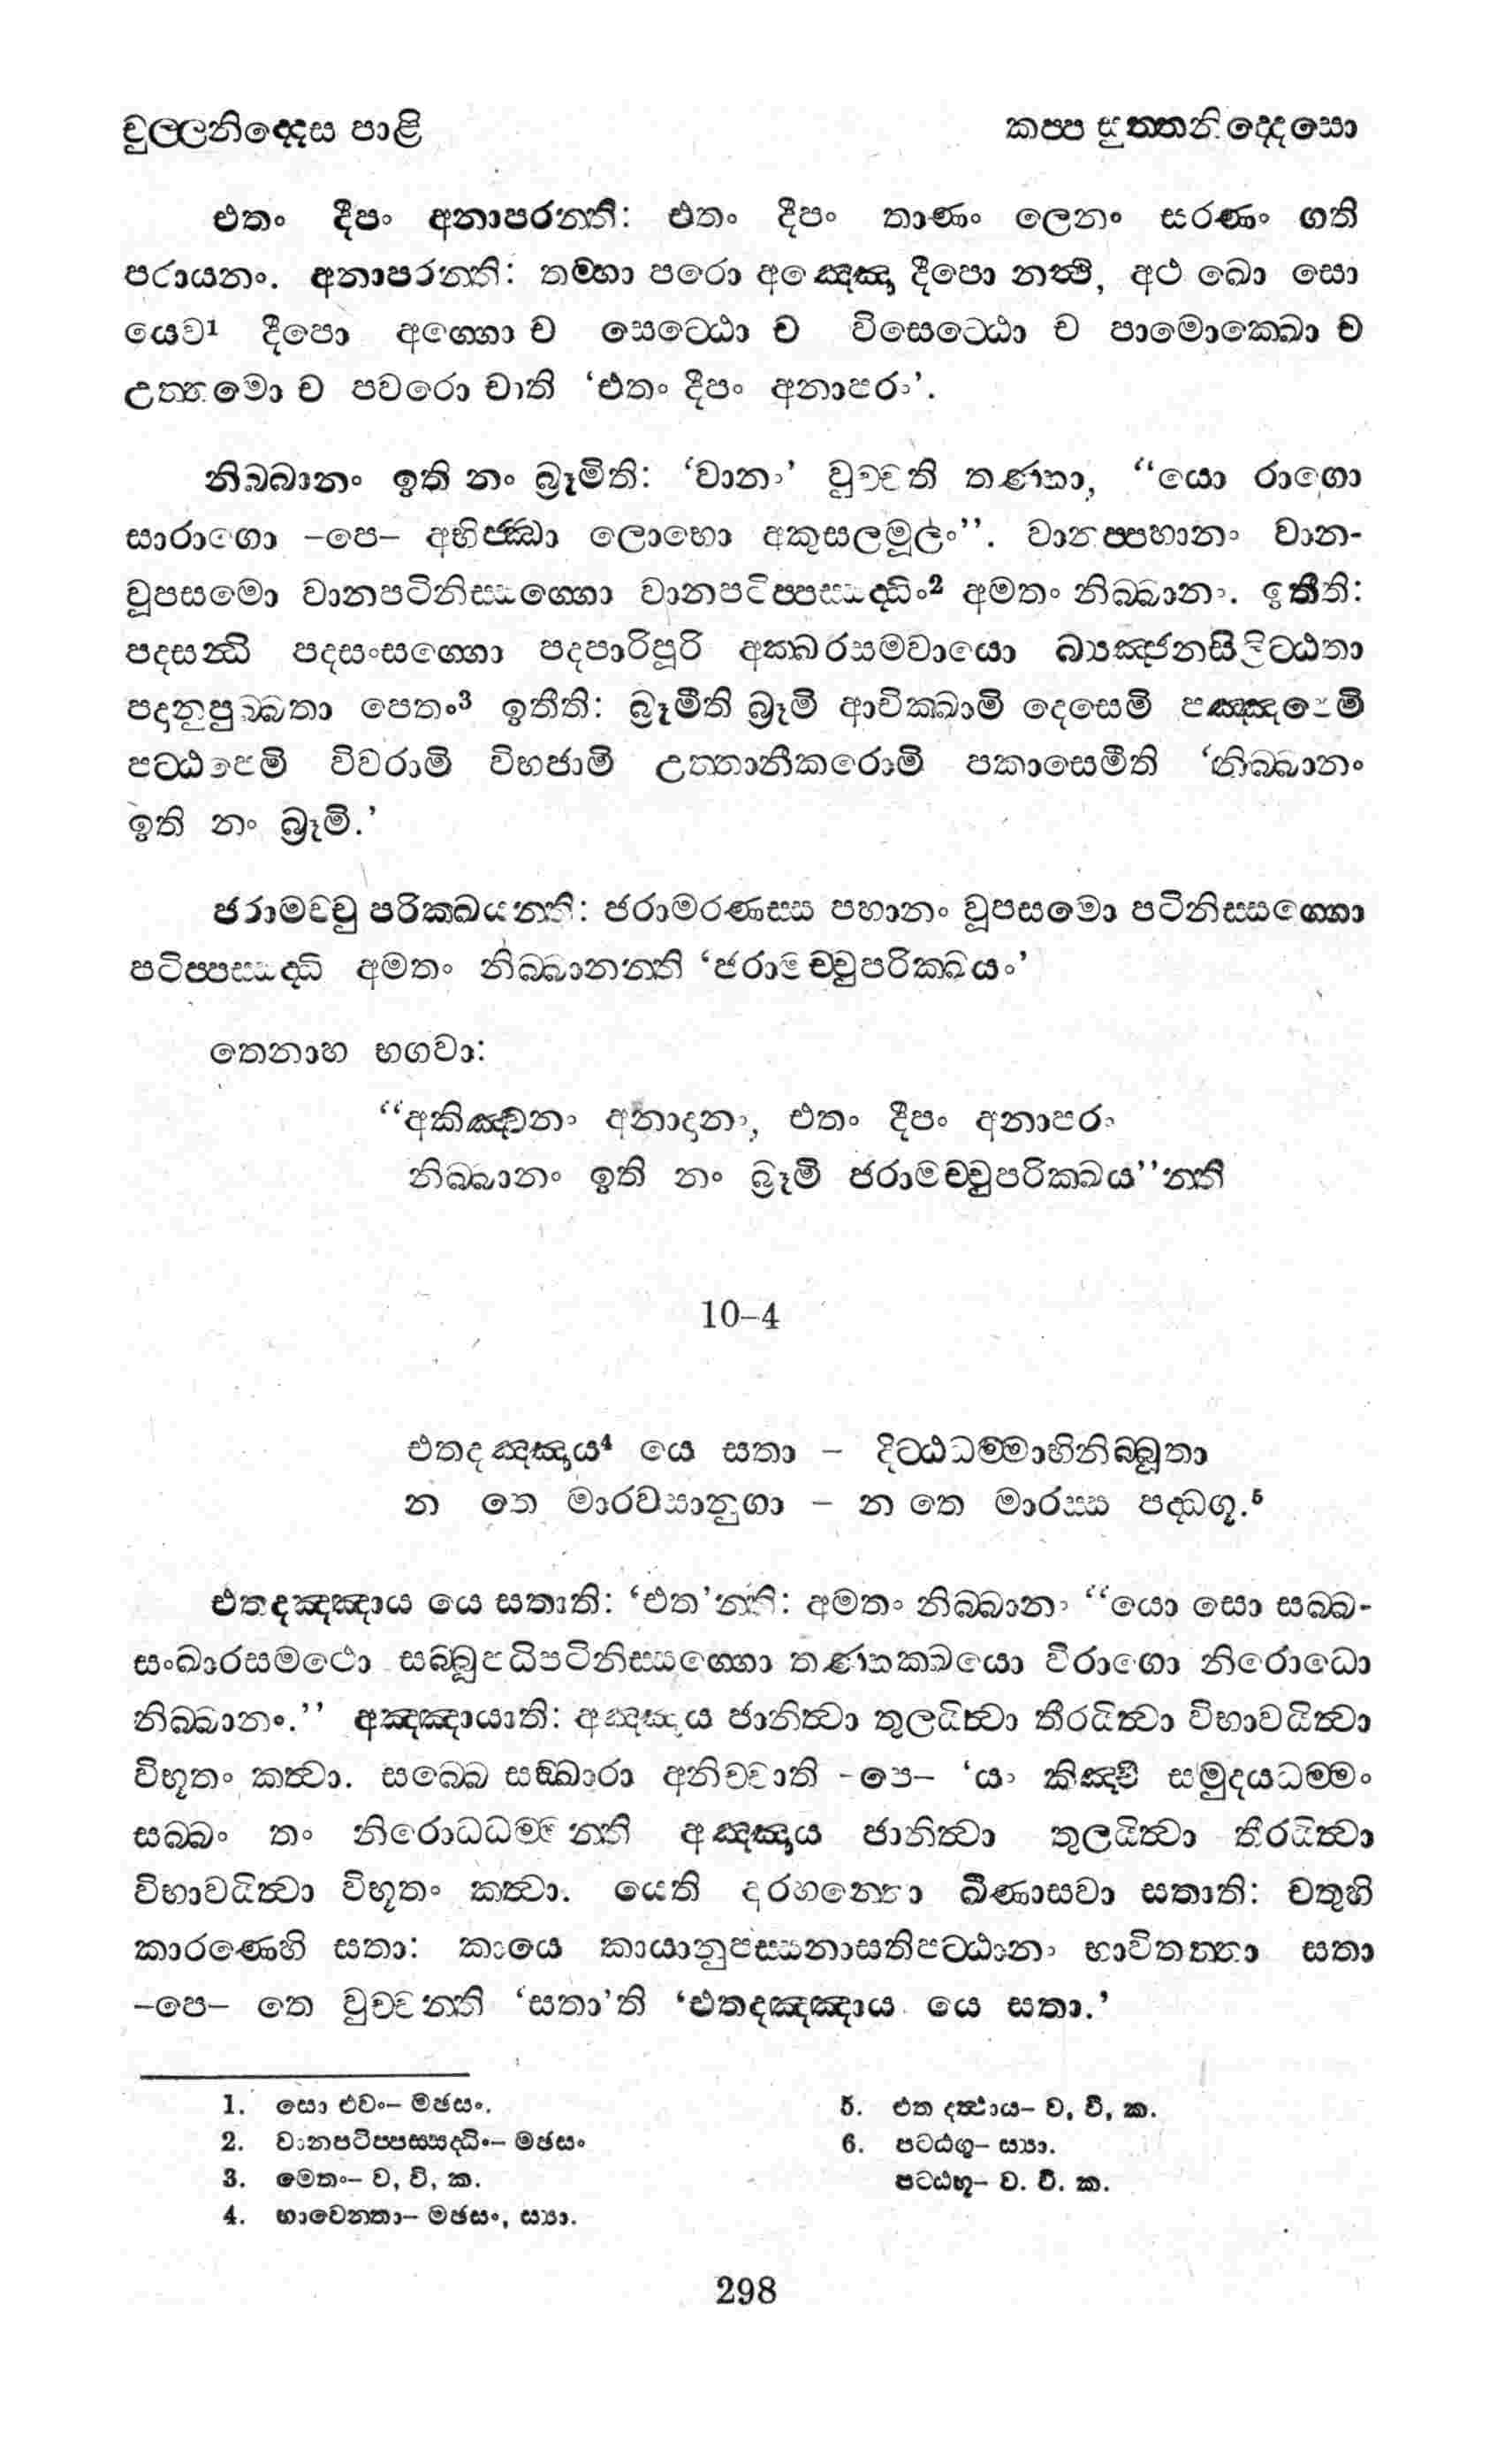 චුල්ලනිද්දෙස පාළි
කප්ප සුත්තනිද්දෙසො
එතං දීපං අනාපරන්ති: එතං දීපං තාණං ලෙනං සරණං ගති
පරායනං. අනාපරන්ති: තම්හා පරො අඤ්ඤා දීපො නත්ථි, අථ ඛො සො
යෙව¹ දීපො අග්ගො ච සෙට්ඨො ච විසෙට්ඨො ච පාමොක්ඛො ච
උත්තමො ච පවරො චාති ‘එතං දීපං අනාපරං’.
නිබ්බානං ඉති නං බ්‍රෑමිති: ‘වානං’ වුච්චති තණ්හා, “යො රාගො
සාරාගො –පෙ– අභිජ්ඣා ලොභො අකුසලමූලං”. වානප්පහානං වාන-
වූපසමො වානපටිනිස්සග්ගො වානපටිප්පස්සද්ධිං² අමතං නිබ්බානං. ඉතීති:
පදසන්ධි පදසංසග්ගො පදපාරිපූරි අක්ඛරසමවායො බ්‍යඤ්ජනසිලිට්ඨතා
පදානුපුබ්බතා පෙතං³ ඉතීති: බ්‍රෑමීති බ්‍රෑමි ආචික්ඛාමි දෙසෙමි පඤ්ඤපෙමි
පට්ඨපෙමි විවරාමි විභජාමි උත්තානීකරොමි පකාසෙමීති ‘නිබ්බානං
ඉති නං බ්‍රෑමි.’
ජරාමච්චු පරික්ඛයන්ති: ජරාමරණස්ස පහානං වූපසමො පටිනිස්සග්ගො
පටිප්පස්සද්ධි අමතං නිබ්බානන්ති ‘ජරාමච්චුපරික්ඛයං’
තෙනාහ භගවා:
“අකිඤ්චනං අනාදානං, එතං දීපං අනාපරං
නිබ්බානං ඉති නං බ්‍රෑමි ජරාමච්චුපරික්ඛය”න්ති
10–4
එතදඤ්ඤාය⁴ යෙ සතා – දිට්ඨධම්මාභිනිබ්බූතා
න තෙ මාරවසානුගා – න තෙ මාරස්ස පද්ධගූ.⁵
එතදඤ්ඤාය යෙ සතාති: ‘එත’න්ති: අමතං නිබ්බානං “යො සො සබ්බ-
සංඛාරසමථො සබ්බූපධිපටිනිස්සග්ගො තණ්හක්ඛයො විරාගො නිරොධො
නිබ්බානං.” අඤ්ඤායාති: අඤ්ඤාය ජානිත්වා තුලයිත්වා තීරයිත්වා විභාවයිත්වා
විභූතං කත්වා. සබ්බෙ සඞ්ඛාරා අනිච්චාති –පෙ– ‘යං කිඤ්චි සමුදයධම්මං
සබ්බං තං නිරොධධම්මන්ති අඤ්ඤාය ජානිත්වා තුලයිත්වා තීරයිත්වා
විභාවයිත්වා විභූතං කත්වා. යෙති අරහන්තො ඛීණාසවා සතාති: චතුහි
කාරණෙහි සතා: කායෙ කායානුපස්සනාසතිපට්ඨානං භාවිතත්තා සතා
–පෙ– තෙ වුච්චන්ති ‘සතා’ති ‘එතදඤ්ඤාය යෙ සතා.’
1. සො එවං– මඡසං.
2. වානපටිප්පස්සද්ධිං– මඡසං
3. මෙතං– ව, වි, ක.
4. භාවෙන්තා– මඡසං, ස්‍යා.
5. එත දත්ථාය– ව, වි, ක.
6. පට්ඨගූ– ස්‍යා.
පට්ඨභූ– ව. වි. ක.
298